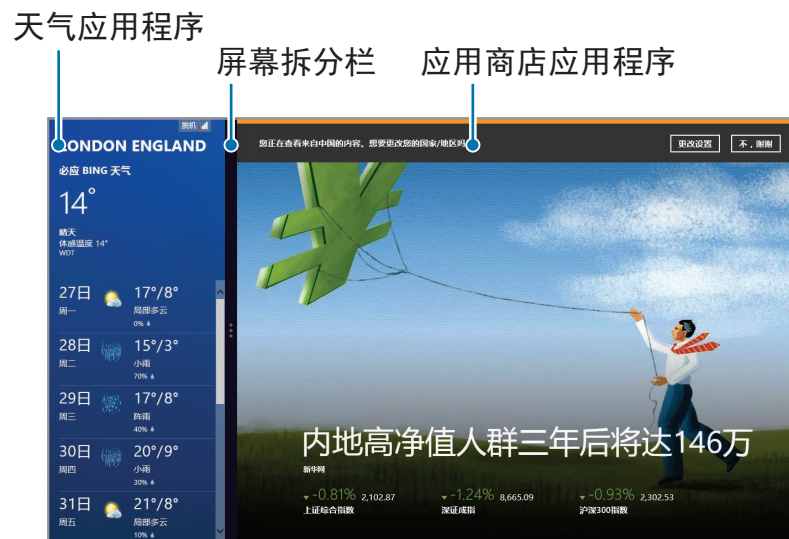 天气应用程序
屏幕拆分栏
应用商店应用程序
脱机
LONDON ENGLAND
必应 BING 天气
14°
晴天
体感温度 14°
WDT
27日 17°/8°
周一 局部多云
0%
28日 15°/3°
周二 小雨
70%
29日 17°/8°
周三 阵雨
40%
30日 20°/9°
周四 小雨
30%
31日 21°/8°
周五 局部多云
10%
您正在查看来自中国的内容。想要更改您的国家/地区吗
更改设置
不，谢谢
内地高净值人群三年后将达146万
新华网
-0.81% 2,102.87
上证综合指数
-1.24% 8,665.09
深证成指
-0.93% 2,302.53
沪深300指数